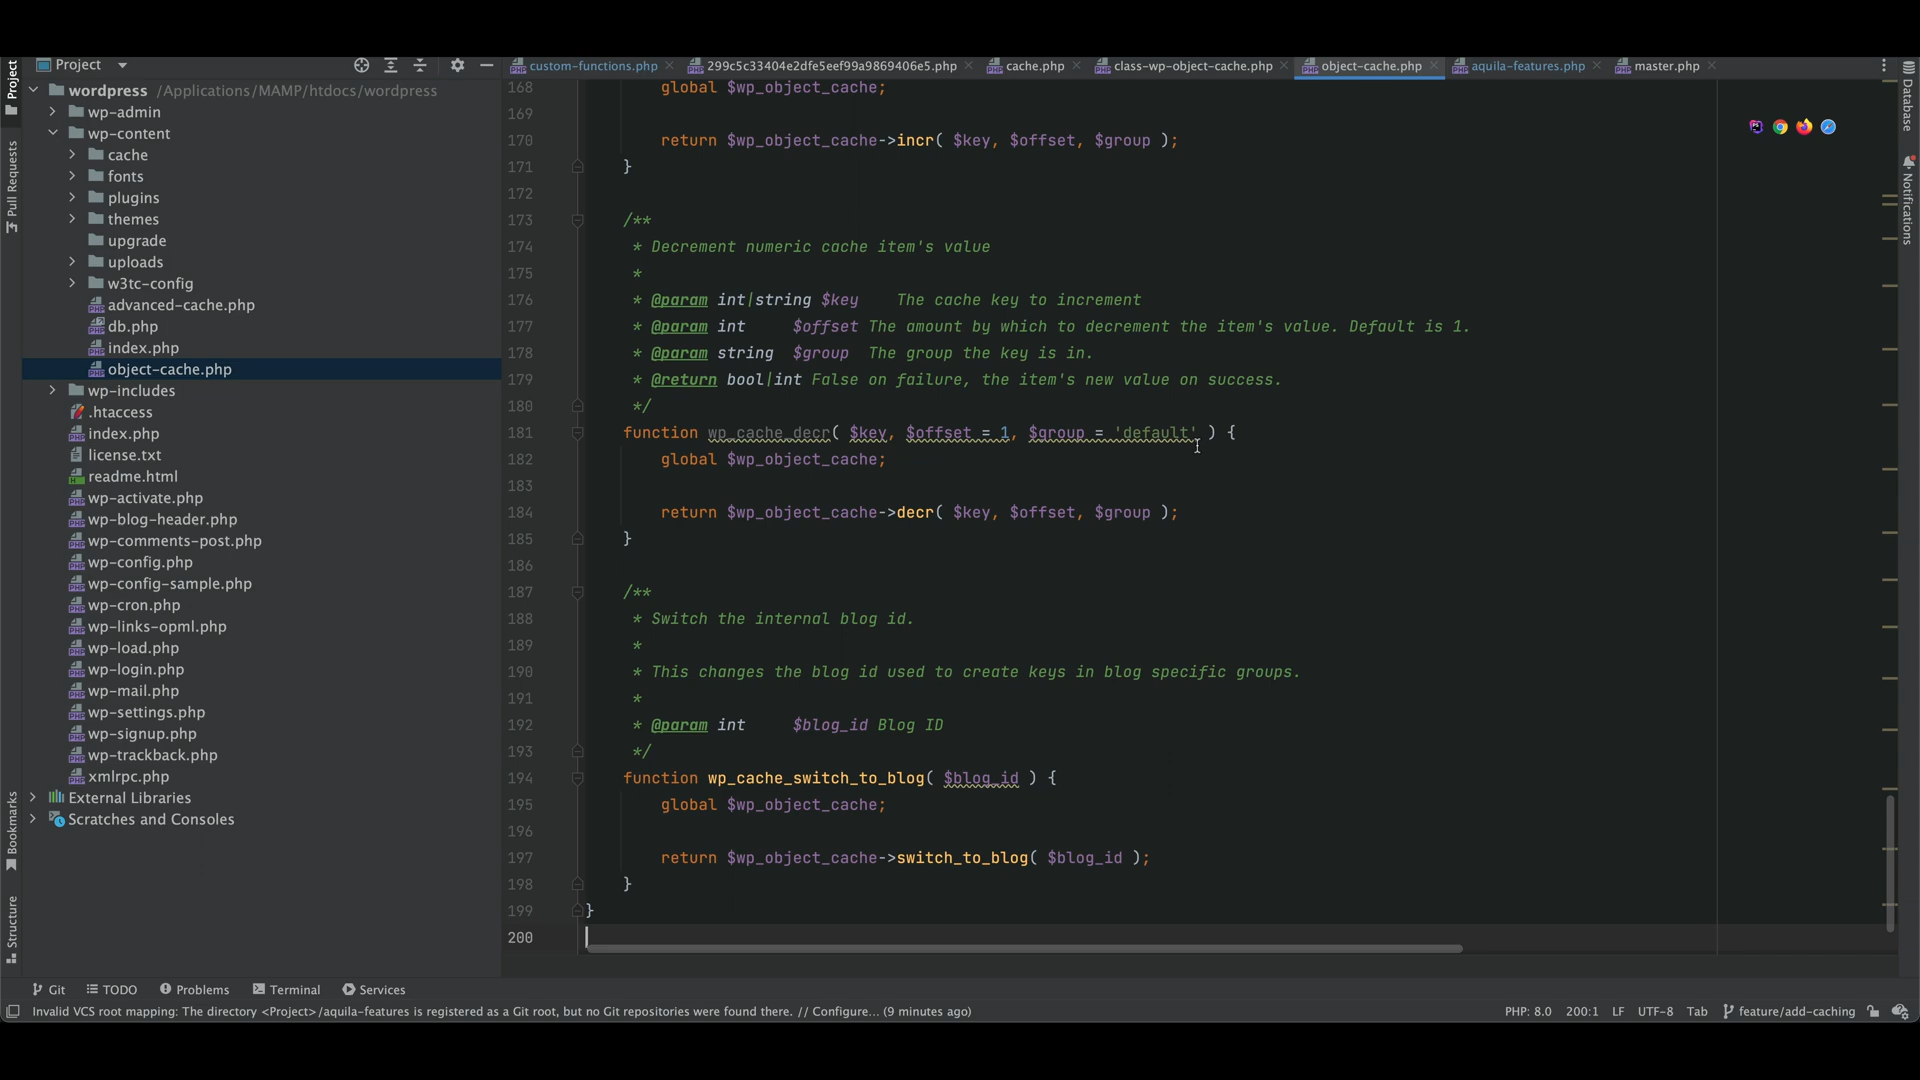 Project
wordpress /Applications/MAMP/htdocs/wordpress
wp-admin
wp-content
cache
fonts
plugins
themes
upgrade
uploads
w3tc-config
advanced-cache.php
db.php
index.php
object-cache.php
wp-includes
.htaccess
index.php
license.txt
readme.html
wp-activate.php
wp-blog-header.php
wp-comments-post.php
wp-config.php
wp-config-sample.php
wp-cron.php
wp-links-opml.php
wp-load.php
wp-login.php
wp-mail.php
wp-settings.php
wp-signup.php
wp-trackback.php
xmlrpc.php
External Libraries
Scratches and Consoles
Project
Pull Requests
Bookmarks
Structure
custom-functions.php
299c5c33404e2dfe5eef99a9869406e5.php
cache.php
class-wp-object-cache.php
object-cache.php
aquila-features.php
master.php
168 global $wp_object_cache;
169
170 return $wp_object_cache->incr( $key, $offset, $group );
171 }
172
173 /**
174 * Decrement numeric cache item's value
175 *
176 * @param int|string $key The cache key to increment
177 * @param int $offset The amount by which to decrement the item's value. Default is 1.
178 * @param string $group The group the key is in.
179 * @return bool|int False on failure, the item's new value on success.
180 */
181 function wp_cache_decr( $key, $offset = 1, $group = 'default' ) {
182 global $wp_object_cache;
183
184 return $wp_object_cache->decr( $key, $offset, $group );
185 }
186
187 /**
188 * Switch the internal blog id.
189 *
190 * This changes the blog id used to create keys in blog specific groups.
191 *
192 * @param int $blog_id Blog ID
193 */
194 function wp_cache_switch_to_blog( $blog_id ) {
195 global $wp_object_cache;
196
197 return $wp_object_cache->switch_to_blog( $blog_id );
198 }
199 }
200
Database
Notifications
Git TODO Problems Terminal Services
Invalid VCS root mapping: The directory <Project>/aquila-features is registered as a Git root, but no Git repositories were found there. // Configure... (9 minutes ago)
PHP: 8.0 200:1 LF UTF-8 Tab feature/add-caching